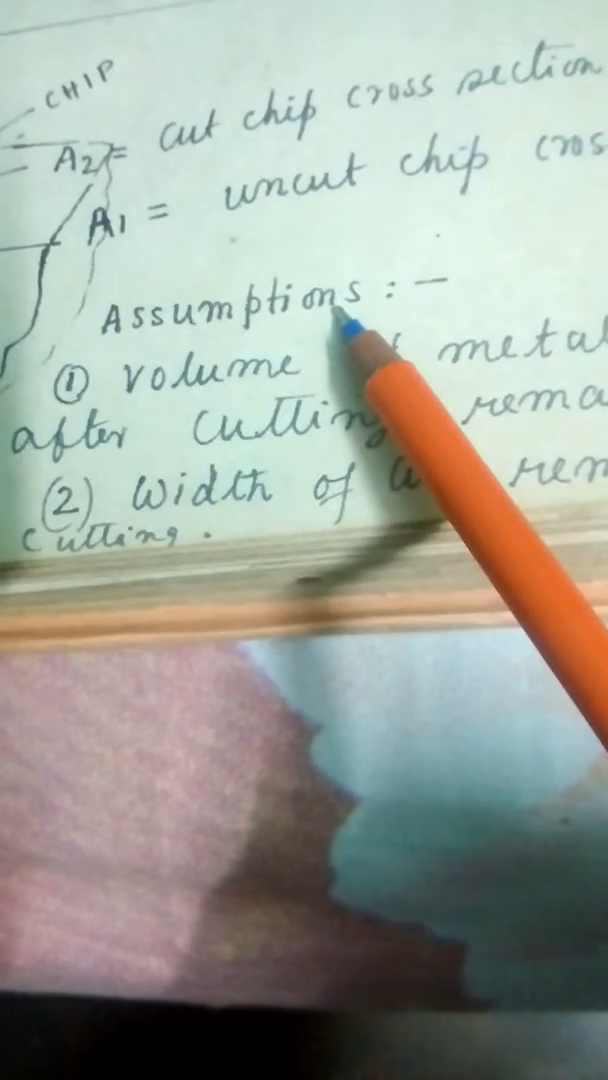 CHIP
A2 = cut chip cross section
A1 = uncut chip cros
Assumptions : -
① volume metal
after cutting rema
(2) Width of rem
cutting.